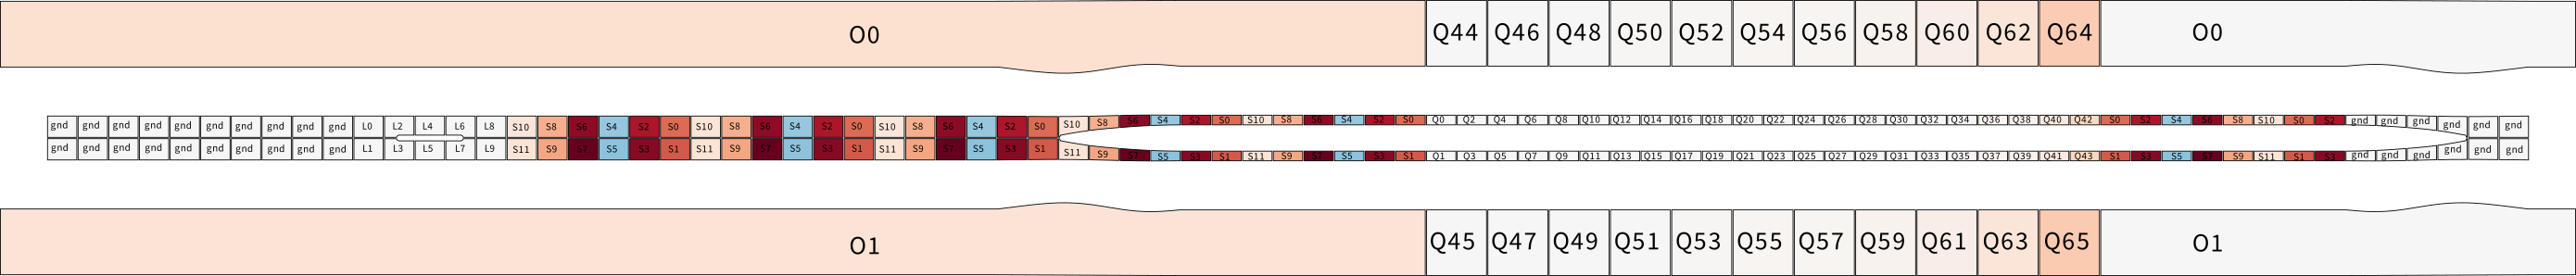 O0 Q44 Q46 Q48 Q50 Q52 Q54 Q56 Q58 Q60 Q62 Q64 O0
gnd gnd gnd gnd gnd gnd gnd gnd gnd gnd L0 L2 L4 L6 L8 S10 S8 S6 S4 S2 S0 S10 S8 S6 S4 S2 S0 S10 S8 S6 S4 S2 S0 S10 S8 S6 S4 S2 S0 S10 S8 S6 S4 S2 S0 Q0 Q2 Q4 Q6 Q8 Q10 Q12 Q14 Q16 Q18 Q20 Q22 Q24 Q26 Q28 Q30 Q32 Q34 Q36 Q38 Q40 Q42 S0 S2 S4 S6 S8 S10 S0 S2 gnd gnd gnd gnd gnd gnd
gnd gnd gnd gnd gnd gnd gnd gnd gnd gnd L1 L3 L5 L7 L9 S11 S9 S7 S5 S3 S1 S11 S9 S7 S5 S3 S1 S11 S9 S7 S5 S3 S1 S11 S9 S7 S5 S3 S1 S11 S9 S7 S5 S3 S1 Q1 Q3 Q5 Q7 Q9 Q11 Q13 Q15 Q17 Q19 Q21 Q23 Q25 Q27 Q29 Q31 Q33 Q35 Q37 Q39 Q41 Q43 S1 S3 S5 S7 S9 S11 S1 S3 gnd gnd gnd gnd gnd gnd
O1 Q45 Q47 Q49 Q51 Q53 Q55 Q57 Q59 Q61 Q63 Q65 O1